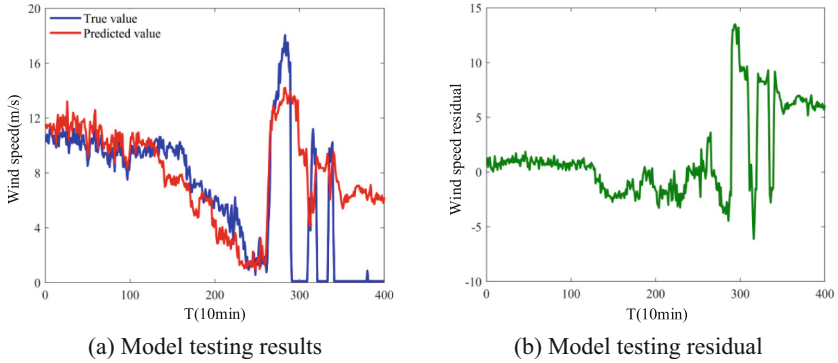 True value
Predicted value
Wind speed(m/s)
20
16
12
8
4
0
0
100
200
300
400
T(10min)
(a) Model testing results
Wind speed residual
15
10
5
0
-5
-10
0
100
200
300
400
T(10min)
(b) Model testing residual